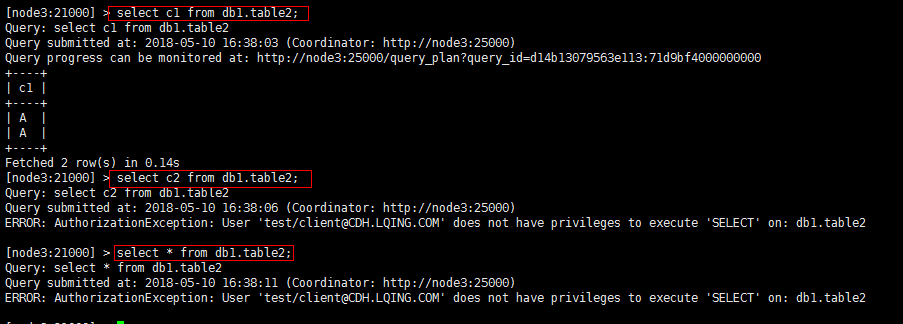 [node3:21000] > select c1 from db1.table2;
Query: select c1 from db1.table2
Query submitted at: 2018-05-10 16:38:03 (Coordinator: http://node3:25000)
Query progress can be monitored at: http://node3:25000/query_plan?query_id=d14b13079563e113:71d9bf4000000000
+----+
| c1 |
+----+
| A  |
| A  |
+----+
Fetched 2 row(s) in 0.14s
[node3:21000] > select c2 from db1.table2;
Query: select c2 from db1.table2
Query submitted at: 2018-05-10 16:38:06 (Coordinator: http://node3:25000)
ERROR: AuthorizationException: User 'test/client@CDH.LQING.COM' does not have privileges to execute 'SELECT' on: db1.table2
[node3:21000] > select * from db1.table2;
Query: select * from db1.table2
Query submitted at: 2018-05-10 16:38:11 (Coordinator: http://node3:25000)
ERROR: AuthorizationException: User 'test/client@CDH.LQING.COM' does not have privileges to execute 'SELECT' on: db1.table2